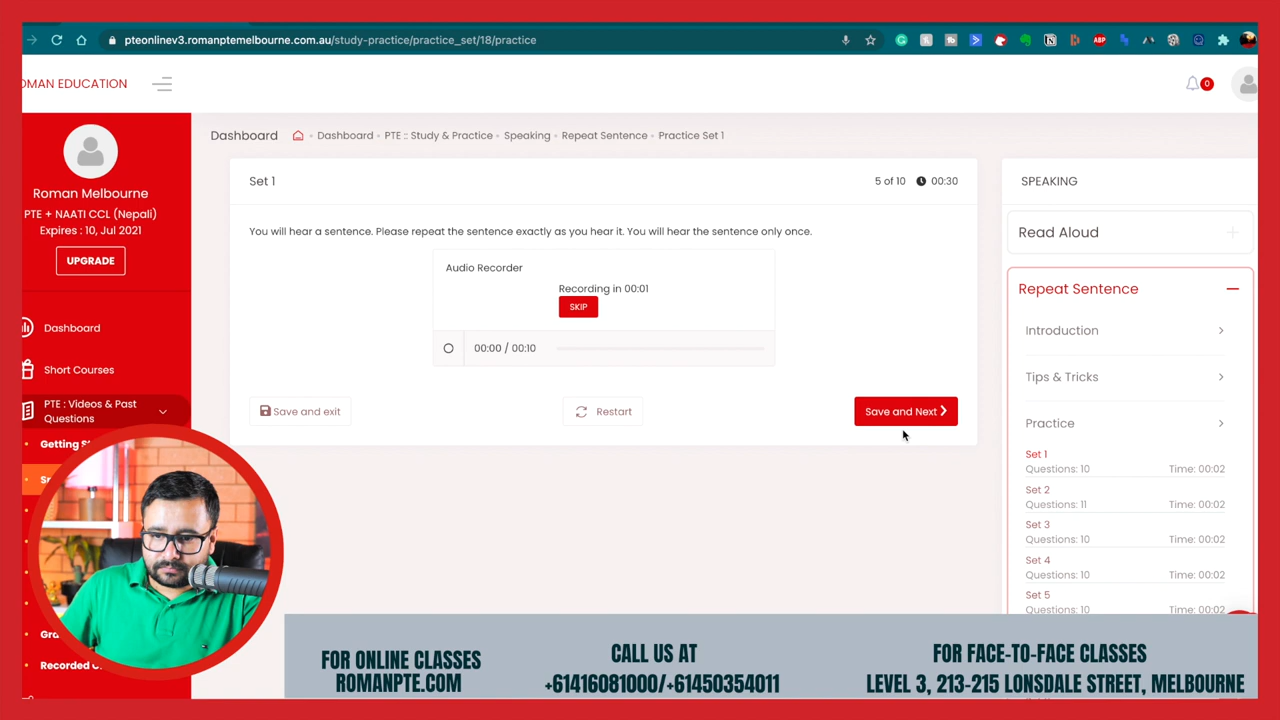 pteonlinev3.romanptemelbourne.com.au/study-practice/practice_set/18/practice
OMAN EDUCATION
0
Roman Melbourne
PTE + NAATI CCL (Nepali)
Expires : 10, Jul 2021
UPGRADE
Dashboard
Short Courses
PTE : Videos & Past
Questions
Dashboard
Dashboard
PTE :: Study & Practice
Speaking
Repeat Sentence
Practice Set 1
Set 1
5 of 10
00:30
You will hear a sentence. Please repeat the sentence exactly as you hear it. You will hear the sentence only once.
Audio Recorder
Recording in 00:01
SKIP
00:00 / 00:10
Save and exit
Restart
Save and Next
SPEAKING
Read Aloud
Repeat Sentence
Introduction
Tips & Tricks
Practice
Set 1
Questions: 10 Time: 00:02
Set 2
Questions: 11 Time: 00:02
Set 3
Questions: 10 Time: 00:02
Set 4
Questions: 10 Time: 00:02
Set 5
Questions: 10 Time: 00:02
FOR ONLINE CLASSES
ROMANPTE.COM
CALL US AT
+61416081000/+61450354011
FOR FACE-TO-FACE CLASSES
LEVEL 3, 213-215 LONSDALE STREET, MELBOURNE